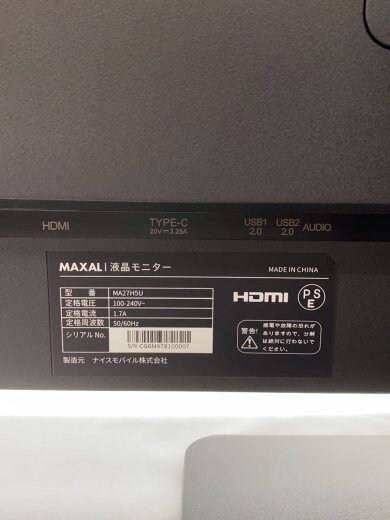 HDMI TYPE-C USB1 USB2 AUDIO
20V⎓3.25A 2.0 2.0
MAXAL | 液晶モニター MADE IN CHINA
型 番 MA27H5U
定格電圧 100-240V~
定格電流 1.7A
定格周波数 50/60Hz
シリアルNo.
S/N:CG6N978100807
製造元 ナイスモバイル株式会社
HDMI
PS
E
警告!
感電や故障の恐れが
ありますので、分解
は絶対に行わないで
ください。